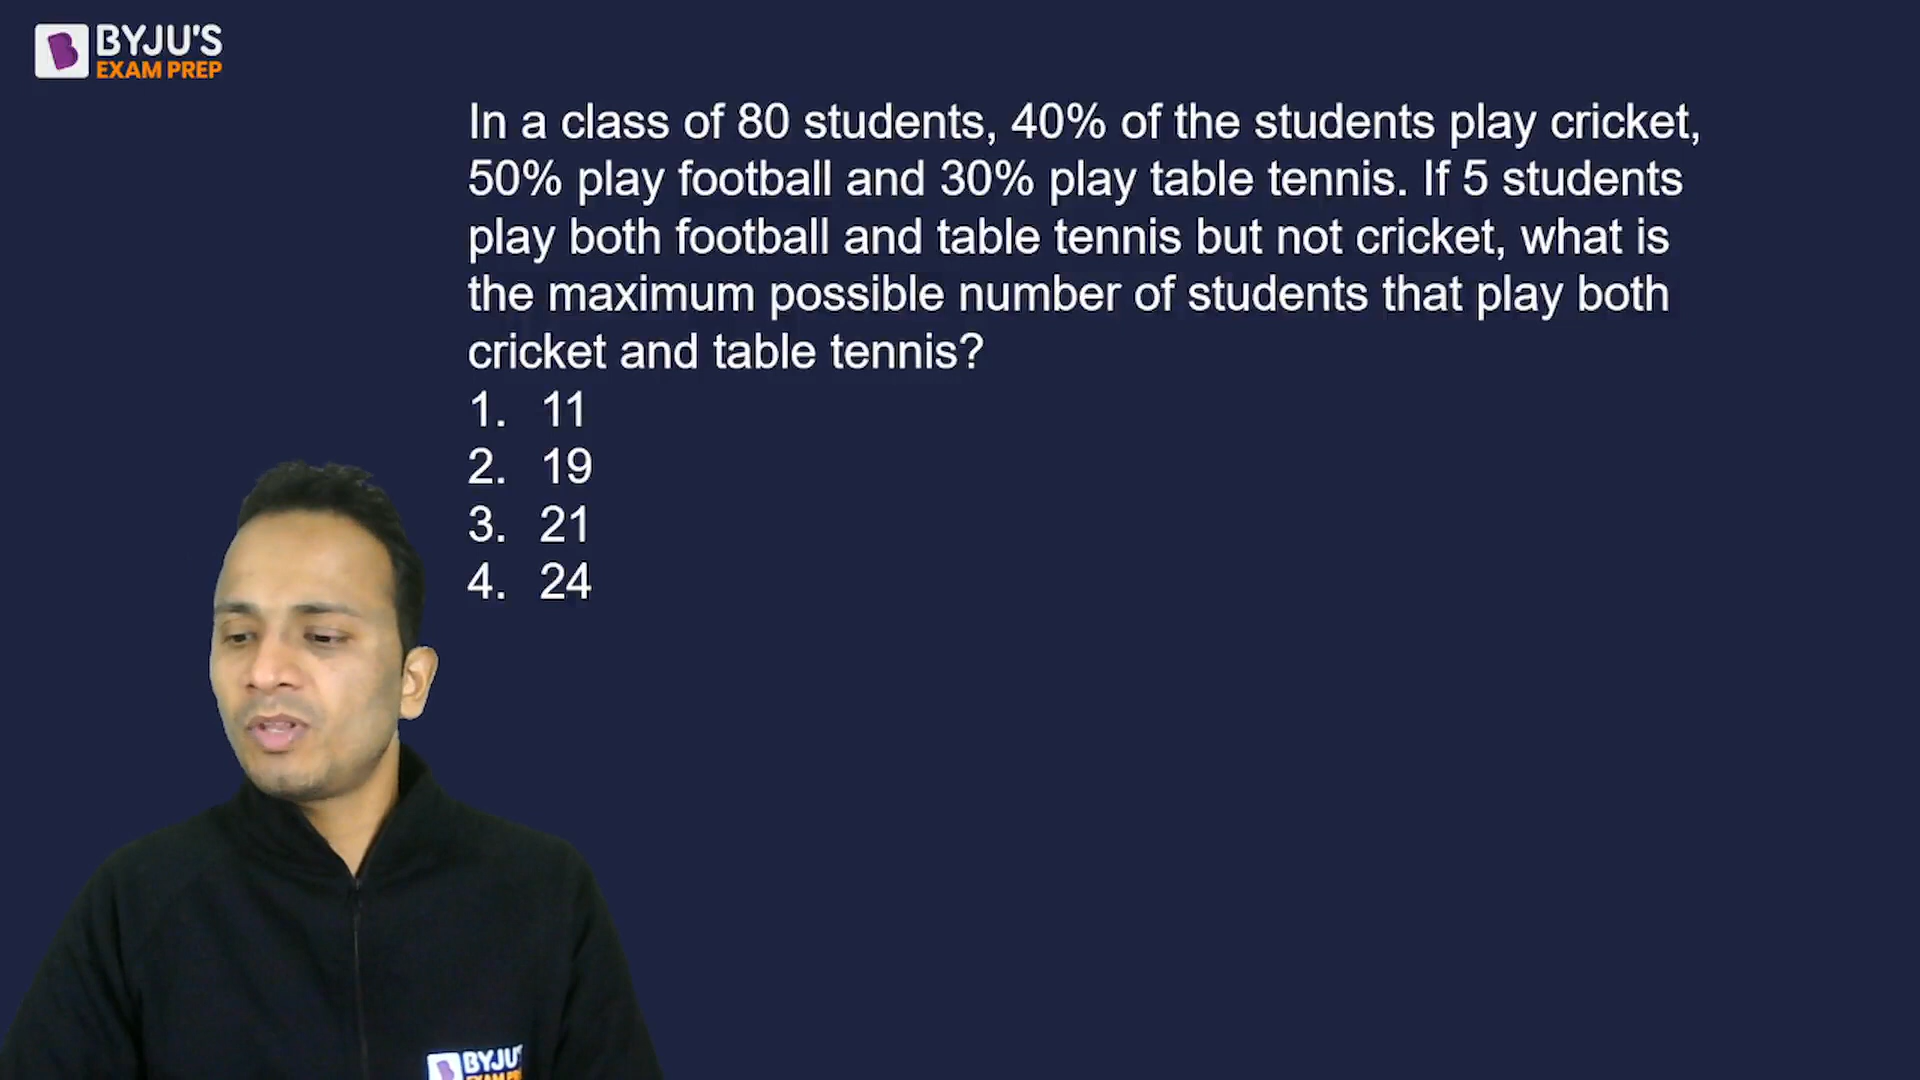 BYJU'S
EXAM PREP
In a class of 80 students, 40% of the students play cricket,
50% play football and 30% play table tennis. If 5 students
play both football and table tennis but not cricket, what is
the maximum possible number of students that play both
cricket and table tennis?
1. 11
2. 19
3. 21
4. 24
BYJU'